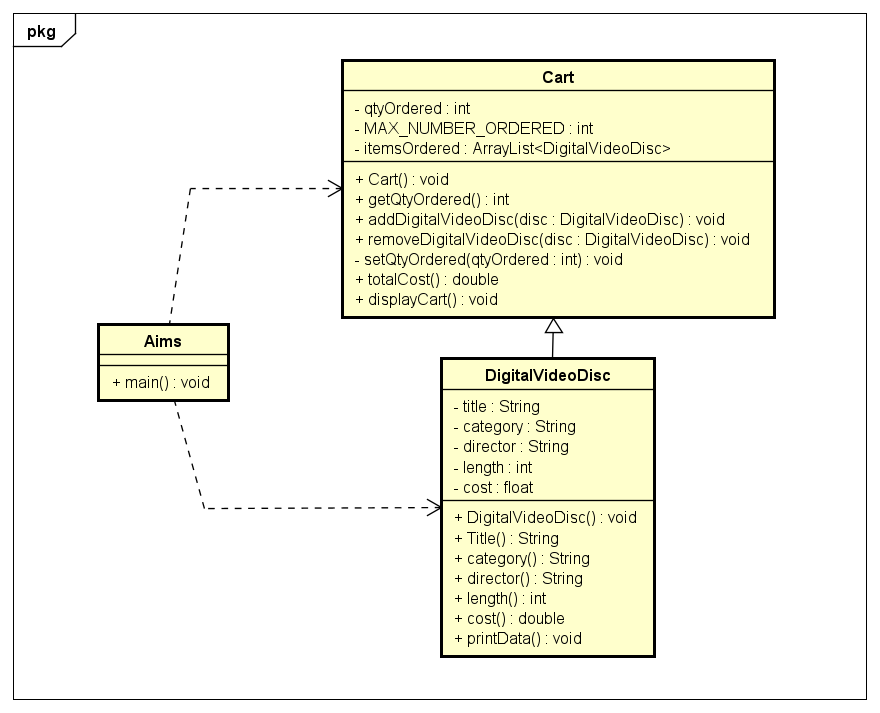 pkg
Cart
- qtyOrdered : int
- MAX_NUMBER_ORDERED : int
- itemsOrdered : ArrayList<DigitalVideoDisc>
+ Cart() : void
+ getQtyOrdered() : int
+ addDigitalVideoDisc(disc : DigitalVideoDisc) : void
+ removeDigitalVideoDisc(disc : DigitalVideoDisc) : void
- setQtyOrdered(qtyOrdered : int) : void
+ totalCost() : double
+ displayCart() : void
Aims
+ main() : void
DigitalVideoDisc
- title : String
- category : String
- director : String
- length : int
- cost : float
+ DigitalVideoDisc() : void
+ Title() : String
+ category() : String
+ director() : String
+ length() : int
+ cost() : double
+ printData() : void